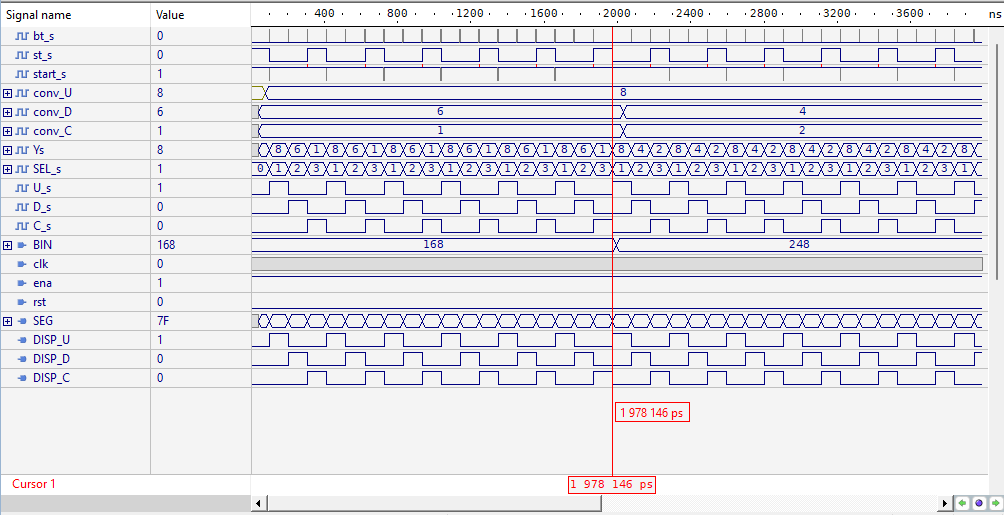 Signal name Value 400 800 1200 1600 2000 2400 2800 3200 3600 ns
bt_s 0
st_s 0
start_s 1
conv_U 8 8
conv_D 6 6 4
conv_C 1 1 2
Ys 8 8 6 1 8 6 1 8 6 1 8 6 1 8 6 1 8 6 1 8 4 2 8 4 2 8 4 2 8 4 2 8 4 2 8 4 2 8
SEL_s 1 0 1 2 3 1 2 3 1 2 3 1 2 3 1 2 3 1 2 3 1 2 3 1 2 3 1 2 3 1 2 3 1 2 3 1 2 3 1
U_s 1
D_s 0
C_s 0
BIN 168 168 248
clk 0
ena 1
rst 0
SEG 7F
DISP_U 1
DISP_D 0
DISP_C 0
1 978 146 ps
Cursor 1 1 978 146 ps